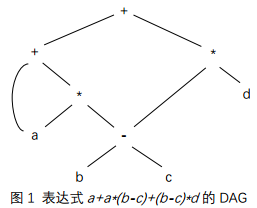 +
+ *
* d
a -
b c
图 1 表达式 a+a*(b-c)+(b-c)*d 的 DAG